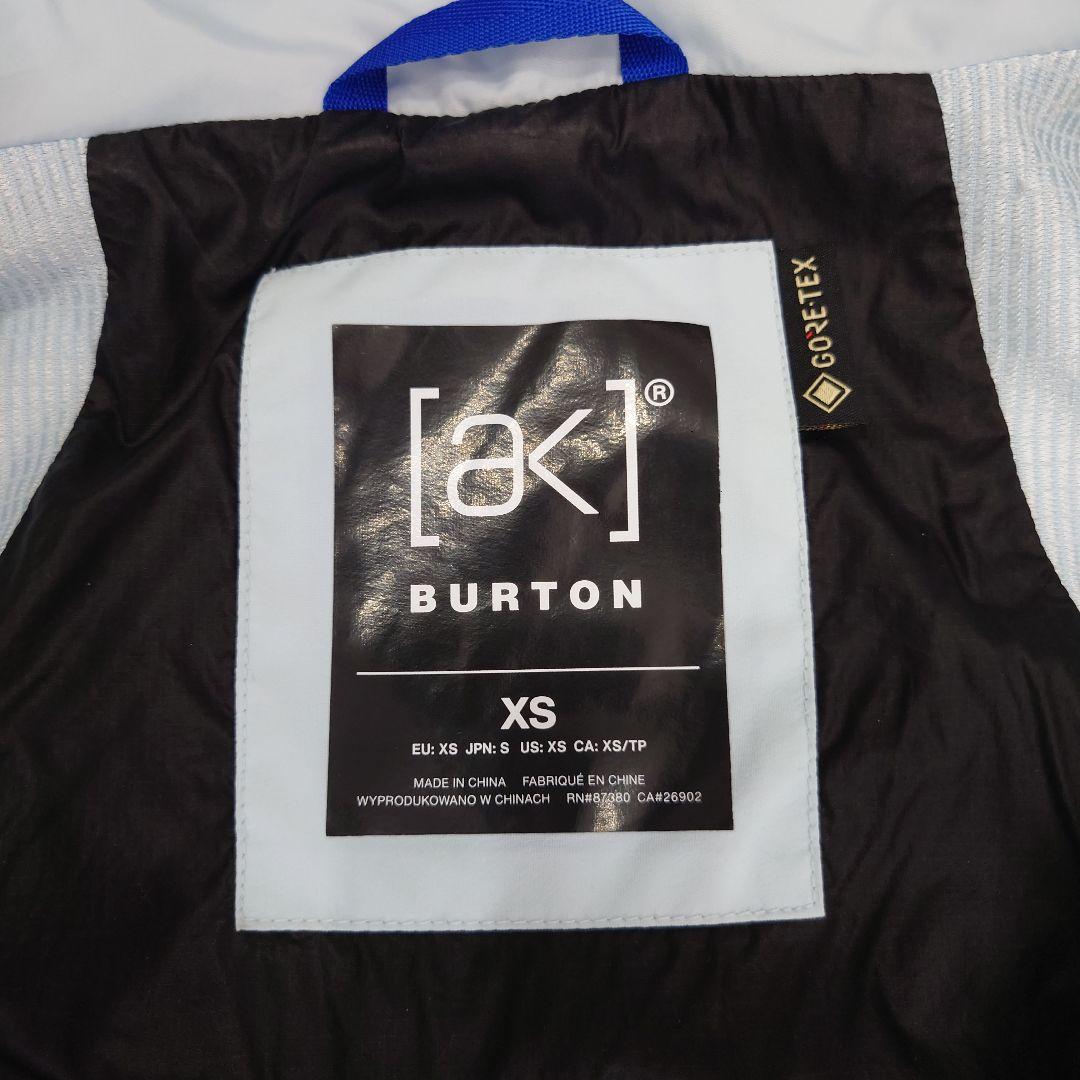 GORE-TEX
[ak]®
BURTON
XS
EU: XS JPN: S US: XS CA: XS/TP
MADE IN CHINA FABRIQUÉ EN CHINE
WYPRODUKOWANO W CHINACH RN#87380 CA#26902